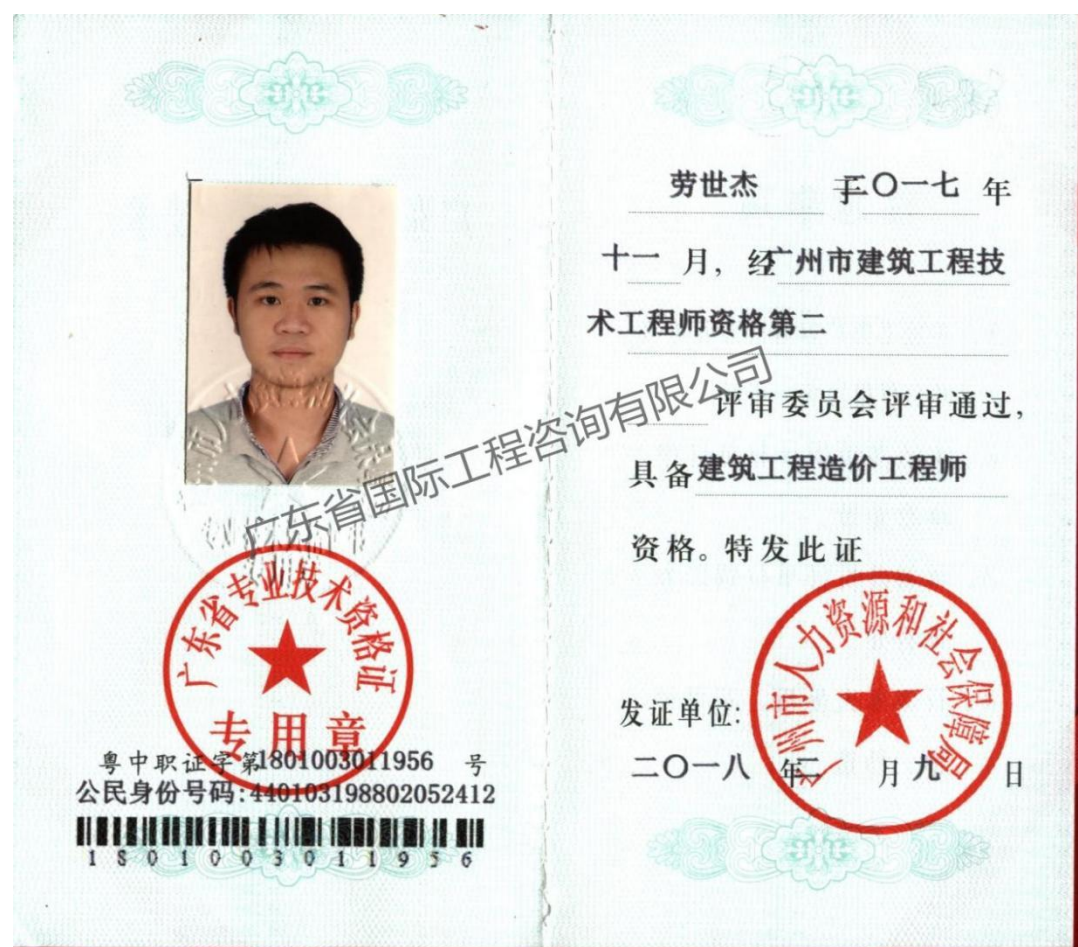 劳世杰 于二〇一七 年
十一 月, 经广州市建筑工程技
术工程师资格第二
评审委员会评审通过,
具备建筑工程造价工程师
资格。特发此证
发证单位:
广州市人力资源和社会保障局
二〇一八 年二 月九 日
广东省国际工程咨询有限公司
广东省专业技术资格证
专用章
粤中职证字第1801003011956 号
公民身份号码:440103198802052412
1801003011956